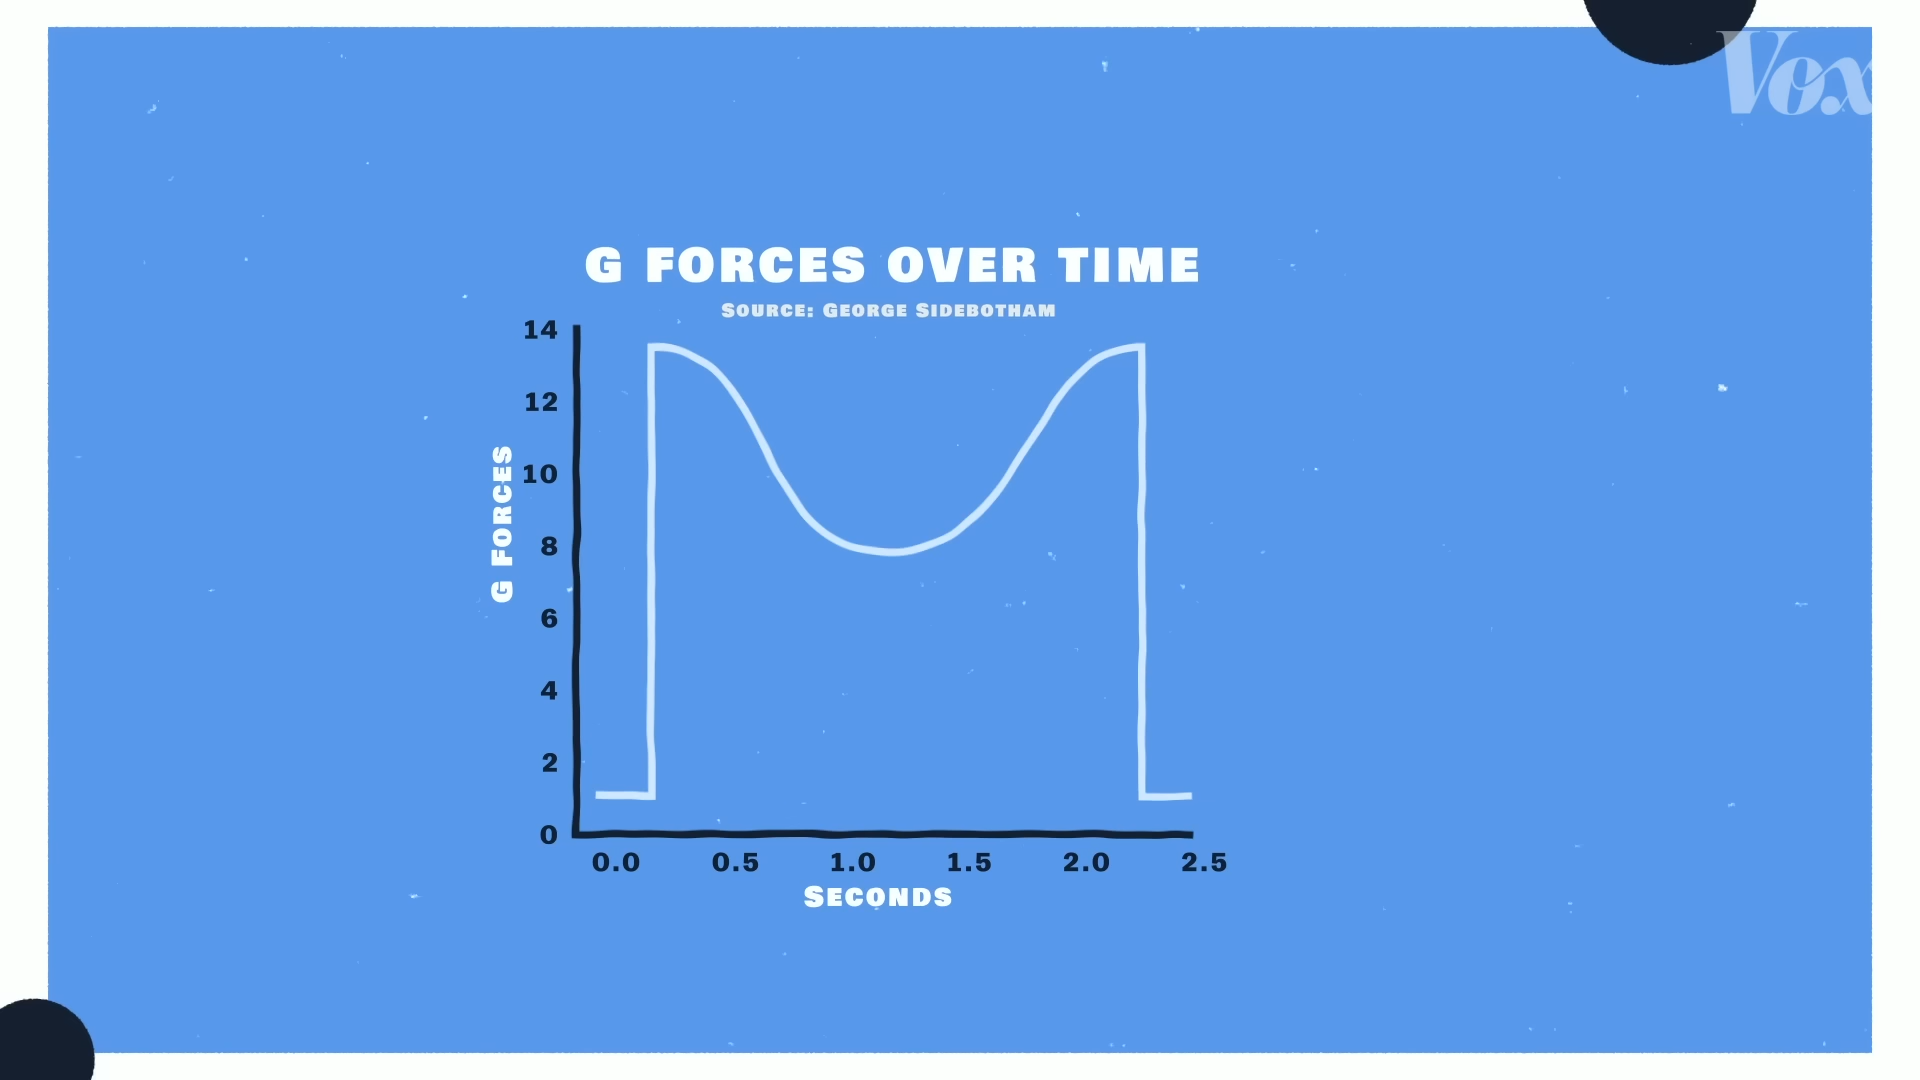 Vox
G FORCES OVER TIME
SOURCE: GEORGE SIDEBOTHAM
14
12
10
8
6
4
2
0
G FORCES
0.0 0.5 1.0 1.5 2.0 2.5
SECONDS